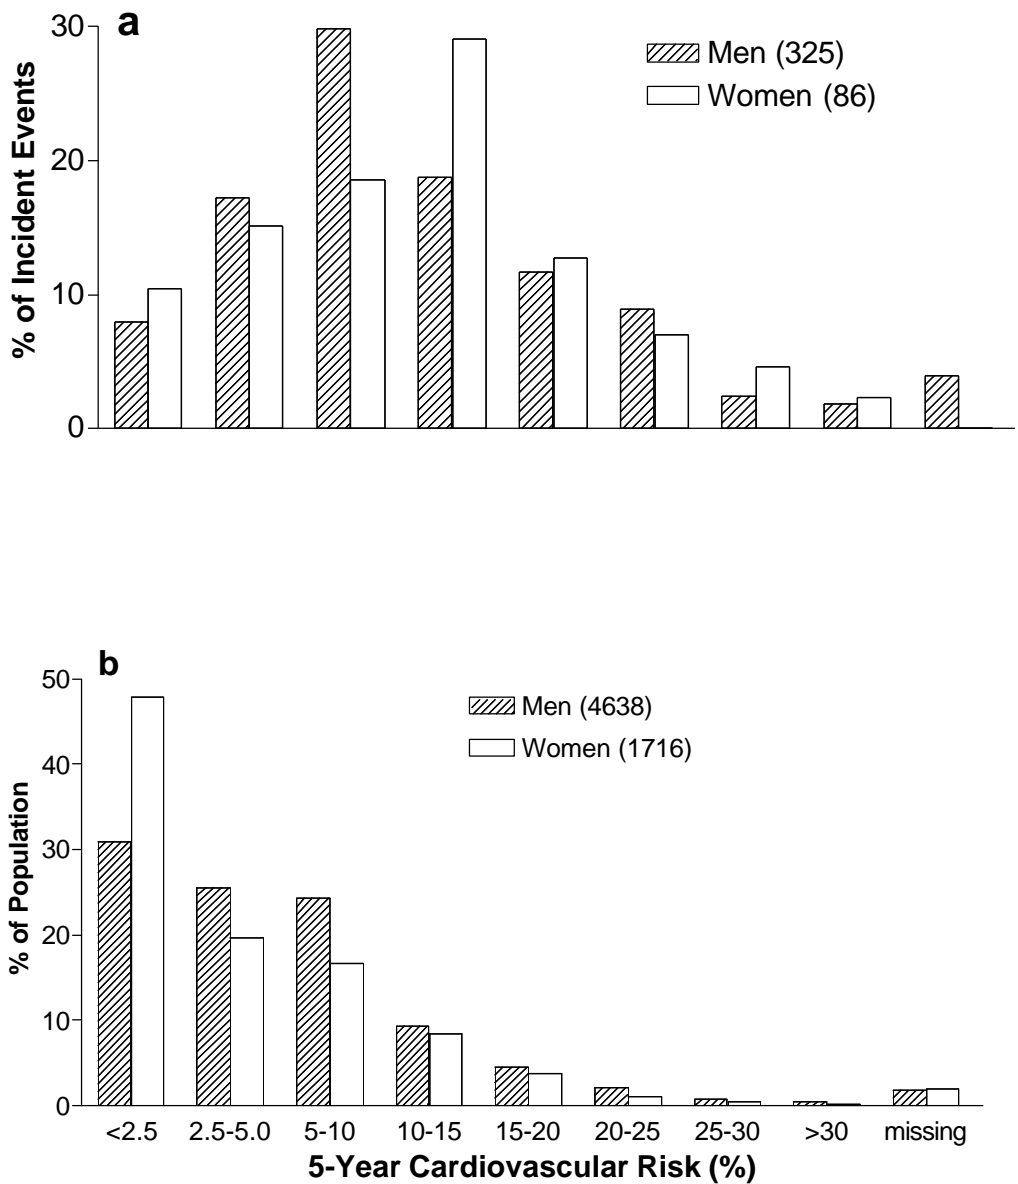 a
30
20
10
0
% of Incident Events
Men (325)
Women (86)
b
50
40
30
20
10
0
% of Population
Men (4638)
Women (1716)
<2.5 2.5-5.0 5-10 10-15 15-20 20-25 25-30 >30 missing
5-Year Cardiovascular Risk (%)